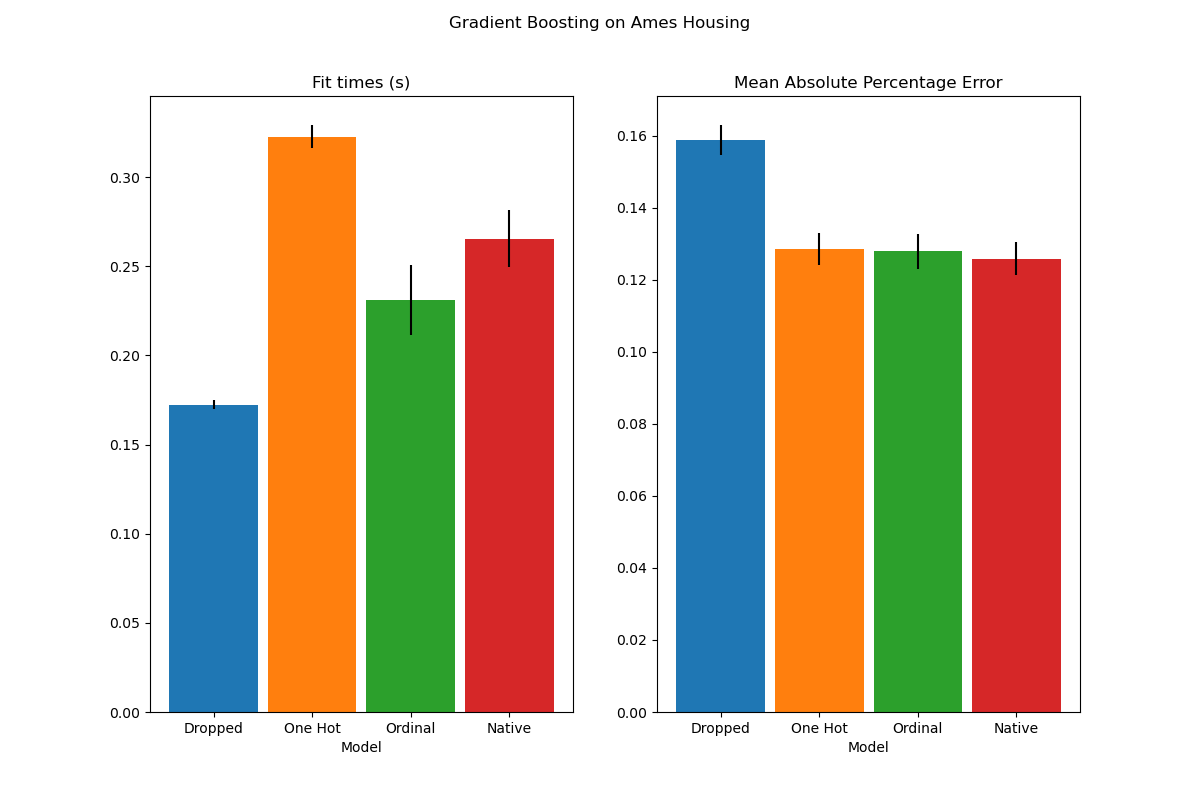 Gradient Boosting on Ames Housing
Fit times (s)
0.30
0.25
0.20
0.15
0.10
0.05
0.00
Dropped One Hot Ordinal Native
Model
Mean Absolute Percentage Error
0.16
0.14
0.12
0.10
0.08
0.06
0.04
0.02
0.00
Dropped One Hot Ordinal Native
Model